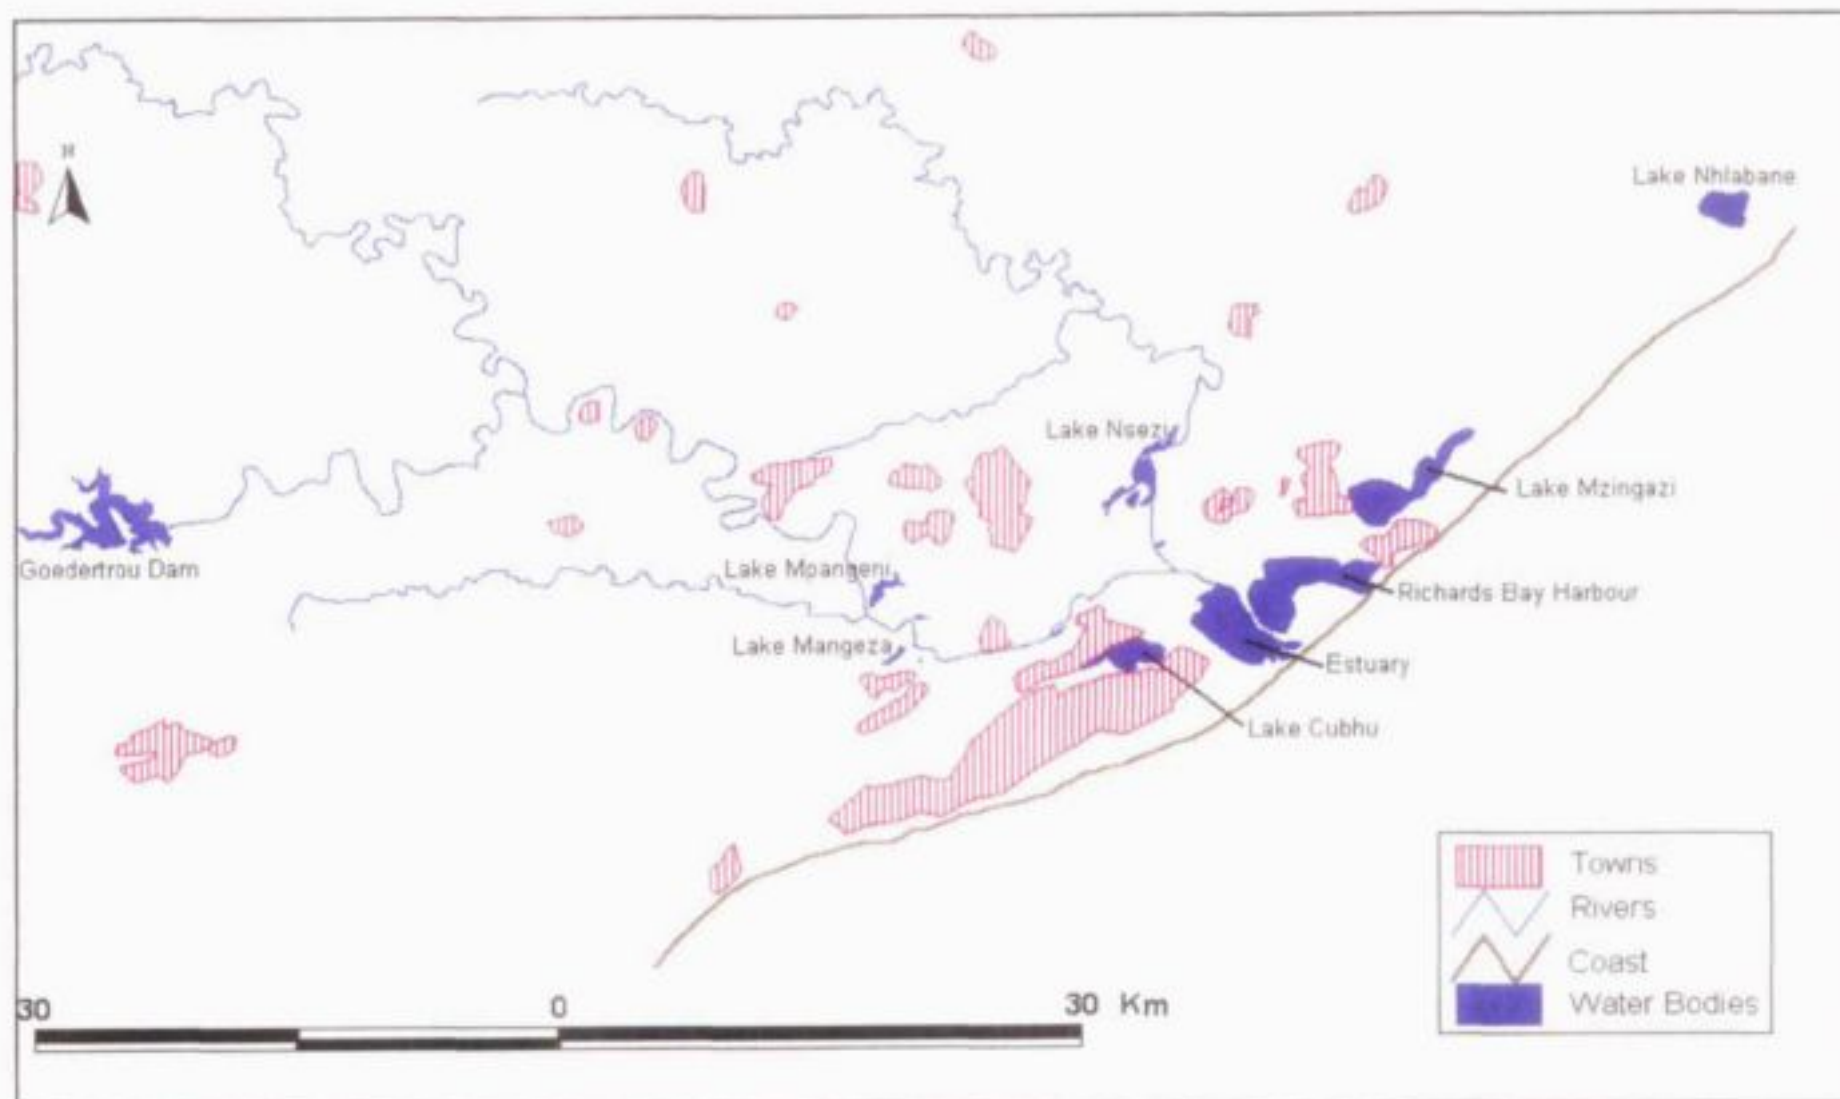 N
Lake Nhlabane
Lake Nsezi
Lake Mzingazi
Goedertrou Dam
Lake Mpangeni
Richards Bay Harbour
Lake Mangeza
Estuary
Lake Cubhu
Towns
Rivers
Coast
Water Bodies
30 0 30 Km